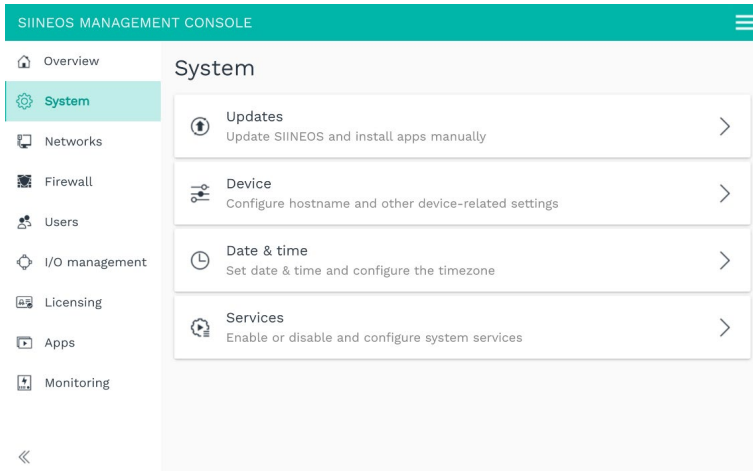 SIINEOS MANAGEMENT CONSOLE
Overview
System
Networks
Firewall
Users
I/O management
Licensing
Apps
Monitoring
System
Updates
Update SIINEOS and install apps manually
Device
Configure hostname and other device-related settings
Date & time
Set date & time and configure the timezone
Services
Enable or disable and configure system services